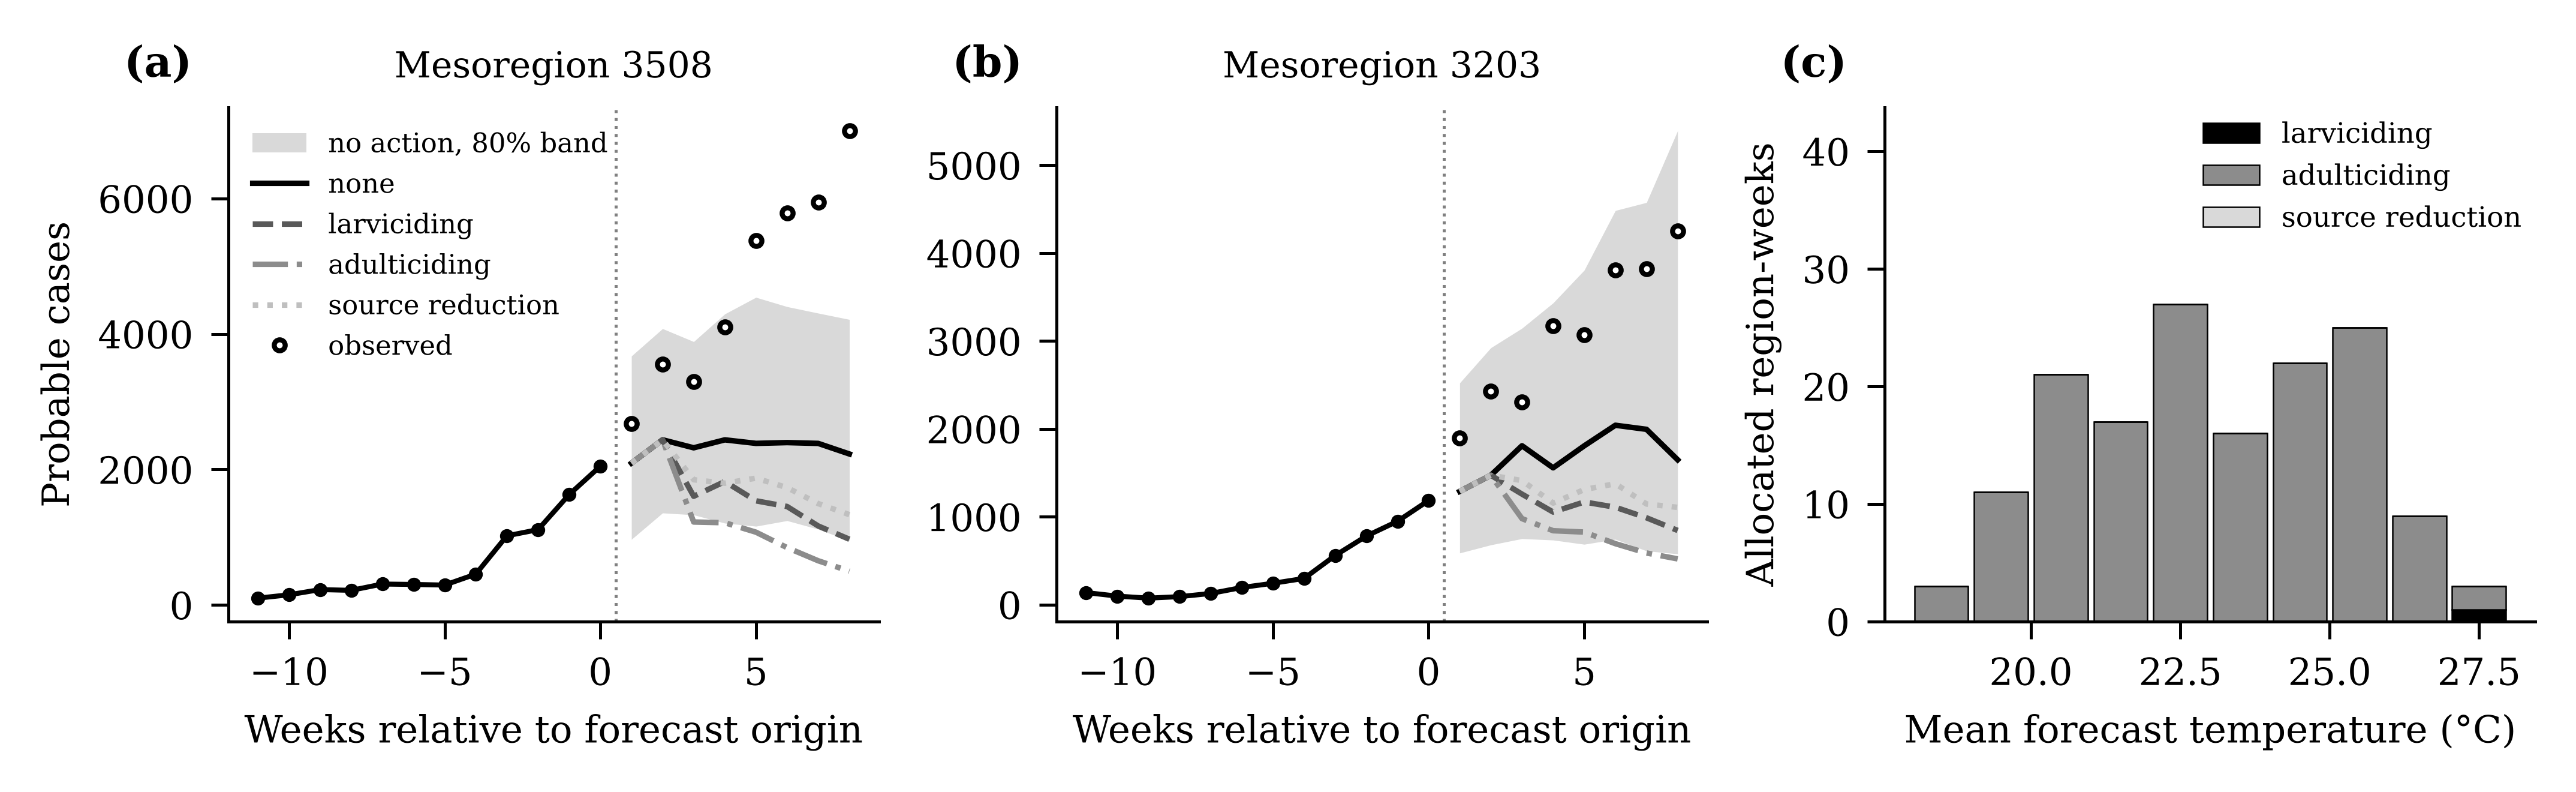 (a)
Mesoregion 3508
no action, 80% band
none
larviciding
adulticiding
source reduction
observed
Probable cases
6000
4000
2000
0
−10
−5
0
5
Weeks relative to forecast origin
(b)
Mesoregion 3203
5000
4000
3000
2000
1000
0
−10
−5
0
5
Weeks relative to forecast origin
(c)
larviciding
adulticiding
source reduction
Allocated region-weeks
40
30
20
10
0
20.0
22.5
25.0
27.5
Mean forecast temperature (°C)